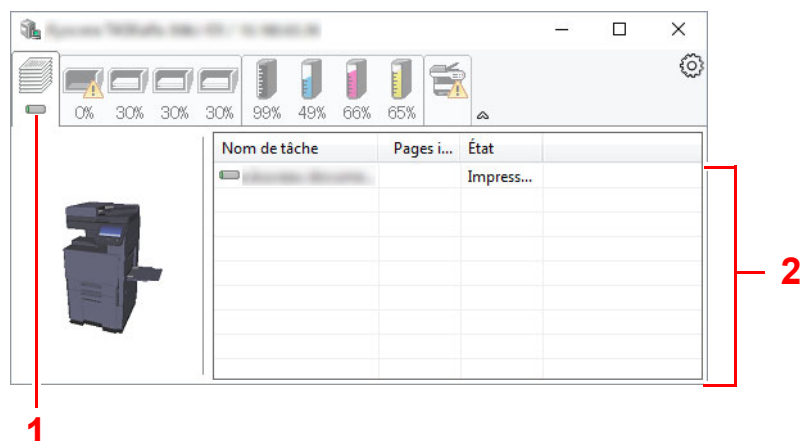 0% 30% 30% 30% 99% 49% 66% 65%
Nom de tâche Pages i... État
Impress...
2
1